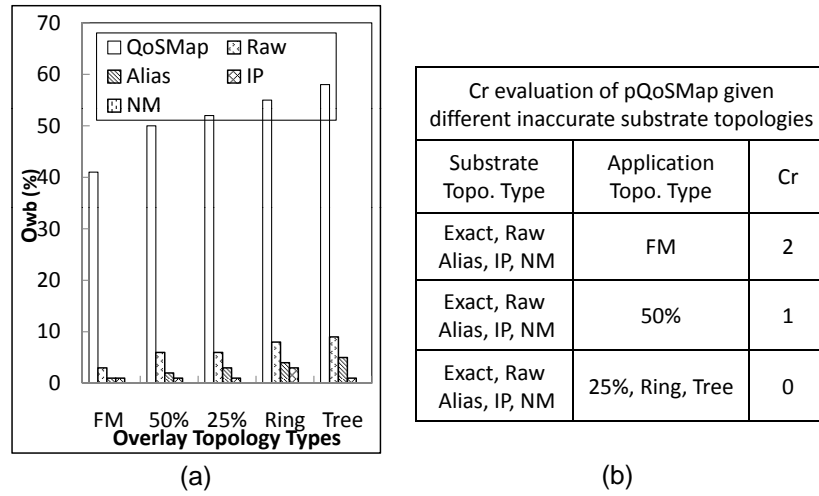 70
60
50
40
30
20
10
0
Owb (%)
QoSMap Raw
Alias IP
NM
FM 50% 25% Ring Tree
Overlay Topology Types
(a)
Cr evaluation of pQoSMap given
different inaccurate substrate topologies
Substrate
Topo. Type
Application
Topo. Type
Cr
Exact, Raw
Alias, IP, NM
FM
2
Exact, Raw
Alias, IP, NM
50%
1
Exact, Raw
Alias, IP, NM
25%, Ring, Tree
0
(b)